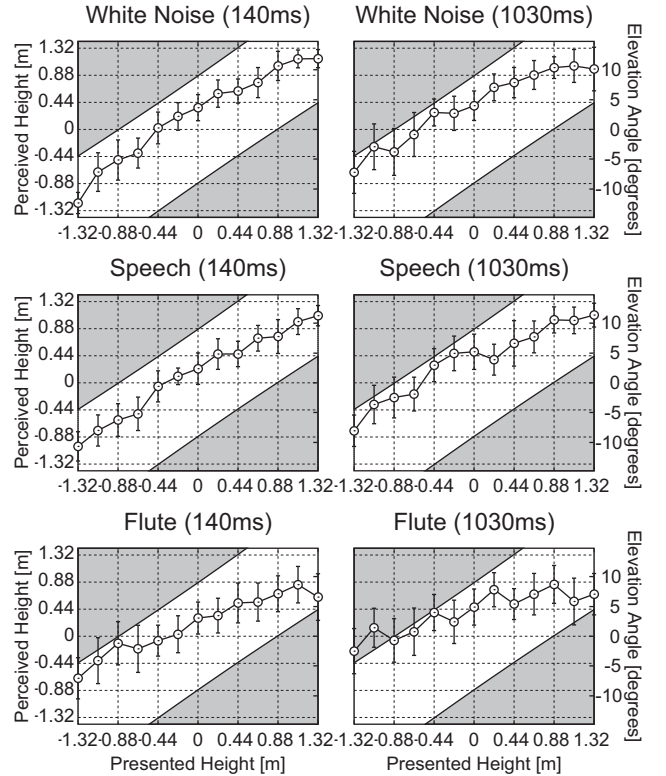 White Noise (140ms)
White Noise (1030ms)
Perceived Height [m]
1.32
0.88
0.44
0
-0.44
-0.88
-1.32
-1.32 -0.88 -0.44 0 0.44 0.88 1.32
-1.32 -0.88 -0.44 0 0.44 0.88 1.32
10
5
0
-5
-10
Elevation Angle [degrees]
Speech (140ms)
Speech (1030ms)
Perceived Height [m]
1.32
0.88
0.44
0
-0.44
-0.88
-1.32
-1.32 -0.88 -0.44 0 0.44 0.88 1.32
-1.32 -0.88 -0.44 0 0.44 0.88 1.32
10
5
0
-5
-10
Elevation Angle [degrees]
Flute (140ms)
Flute (1030ms)
Perceived Height [m]
1.32
0.88
0.44
0
-0.44
-0.88
-1.32
-1.32 -0.88 -0.44 0 0.44 0.88 1.32
-1.32 -0.88 -0.44 0 0.44 0.88 1.32
10
5
0
-5
-10
Elevation Angle [degrees]
Presented Height [m]
Presented Height [m]